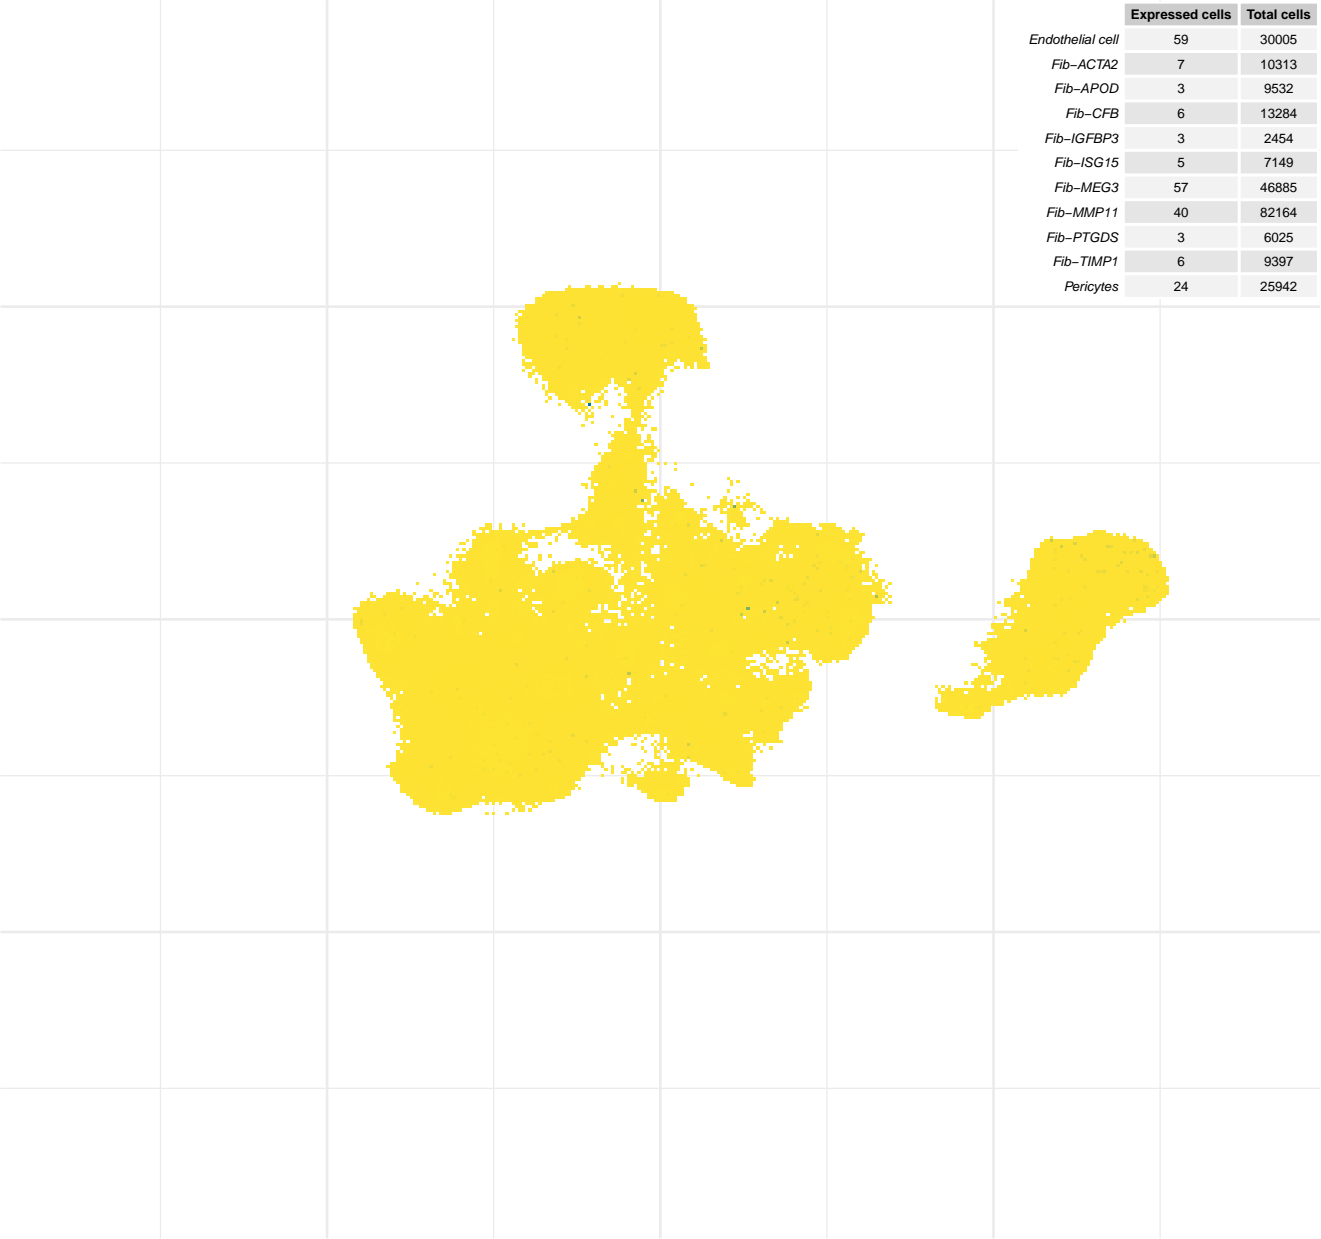 Expressed cells Total cells
Endothelial cell 59 30005
Fib−ACTA2 7 10313
Fib−APOD 3 9532
Fib−CFB 6 13284
Fib−IGFBP3 3 2454
Fib−ISG15 5 7149
Fib−MEG3 57 46885
Fib−MMP11 40 82164
Fib−PTGDS 3 6025
Fib−TIMP1 6 9397
Pericytes 24 25942